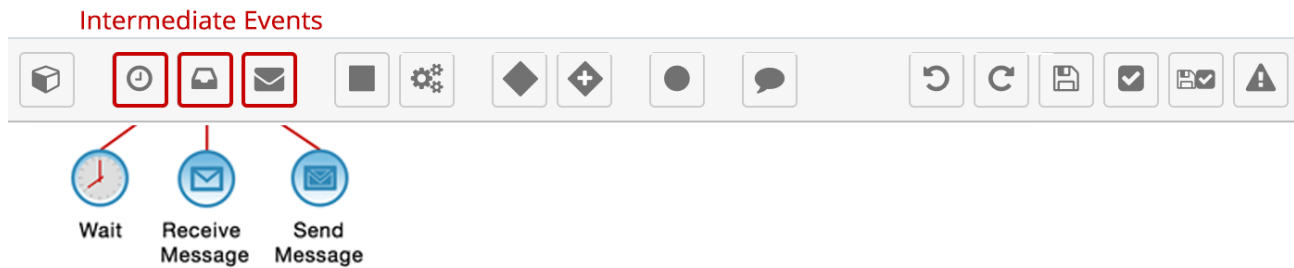 Intermediate Events
Wait
Receive
Message
Send
Message